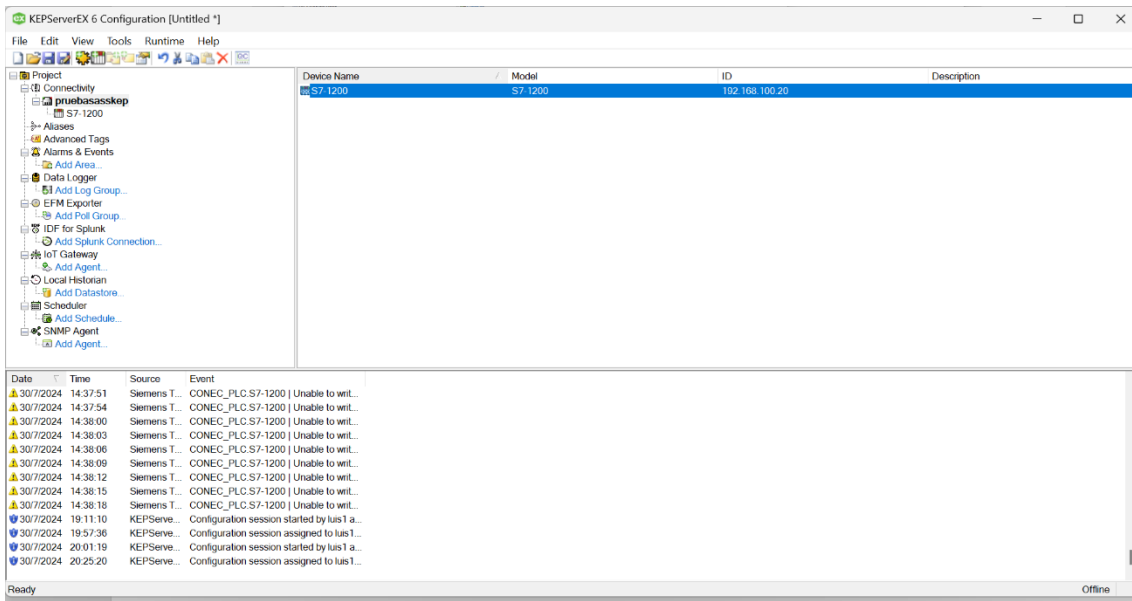 KEPServerEX 6 Configuration [Untitled *]
File Edit View Tools Runtime Help
Project
Connectivity
pruebasasskep
S7-1200
Aliases
Advanced Tags
Alarms & Events
Add Area...
Data Logger
Add Log Group...
EFM Exporter
Add Poll Group...
IDF for Splunk
Add Splunk Connection...
IoT Gateway
Add Agent...
Local Historian
Add Datastore...
Scheduler
Add Schedule...
SNMP Agent
Add Agent...
Device Name Model ID Description
S7-1200 S7-1200 192.168.100.20
Date Time Source Event
30/7/2024 14:37:51 Siemens T... CONEC_PLC.S7-1200 | Unable to writ...
30/7/2024 14:37:54 Siemens T... CONEC_PLC.S7-1200 | Unable to writ...
30/7/2024 14:38:00 Siemens T... CONEC_PLC.S7-1200 | Unable to writ...
30/7/2024 14:38:03 Siemens T... CONEC_PLC.S7-1200 | Unable to writ...
30/7/2024 14:38:06 Siemens T... CONEC_PLC.S7-1200 | Unable to writ...
30/7/2024 14:38:09 Siemens T... CONEC_PLC.S7-1200 | Unable to writ...
30/7/2024 14:38:12 Siemens T... CONEC_PLC.S7-1200 | Unable to writ...
30/7/2024 14:38:15 Siemens T... CONEC_PLC.S7-1200 | Unable to writ...
30/7/2024 14:38:18 Siemens T... CONEC_PLC.S7-1200 | Unable to writ...
30/7/2024 19:11:10 KEPServe... Configuration session started by luis1 a...
30/7/2024 19:57:36 KEPServe... Configuration session assigned to luis1...
30/7/2024 20:01:19 KEPServe... Configuration session started by luis1 a...
30/7/2024 20:25:20 KEPServe... Configuration session assigned to luis1...
Ready Offline